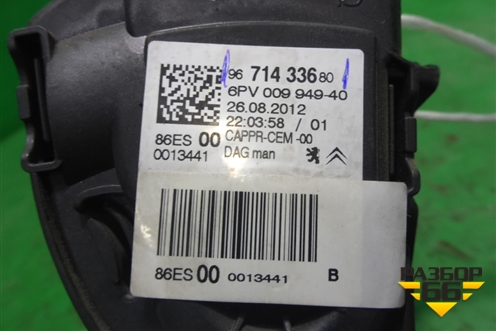 96 714 336 80
6PV 009 949-40
26.08.2012
22:03:58 / 01
86ES 00 CAPPR-CEM -00
0013441 DAG man
86ES 00 0013441 B
РАЗБОР
66